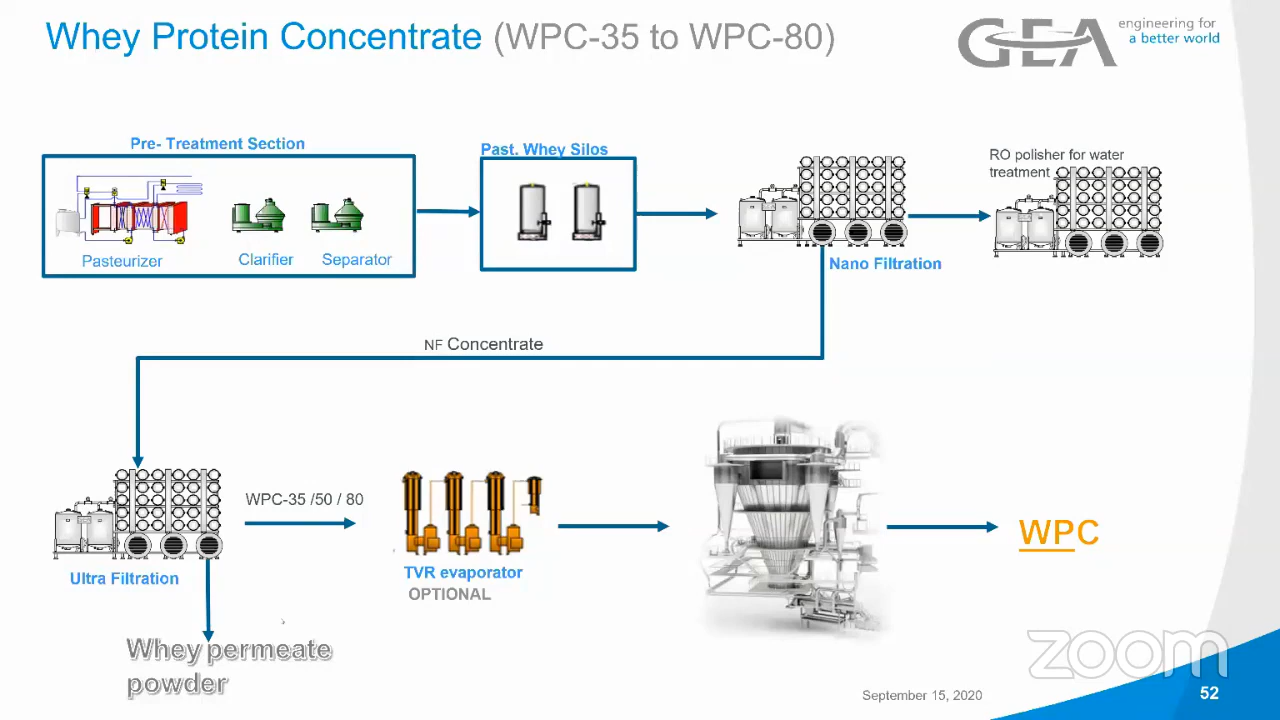 Whey Protein Concentrate (WPC-35 to WPC-80)
GEA
engineering for
a better world
Pre- Treatment Section
Past. Whey Silos
RO polisher for water
treatment
Pasteurizer
Clarifier
Separator
Nano Filtration
NF Concentrate
WPC-35 /50 / 80
WPC
Ultra Filtration
TVR evaporator
OPTIONAL
Whey permeate
powder
zoom
September 15, 2020
52